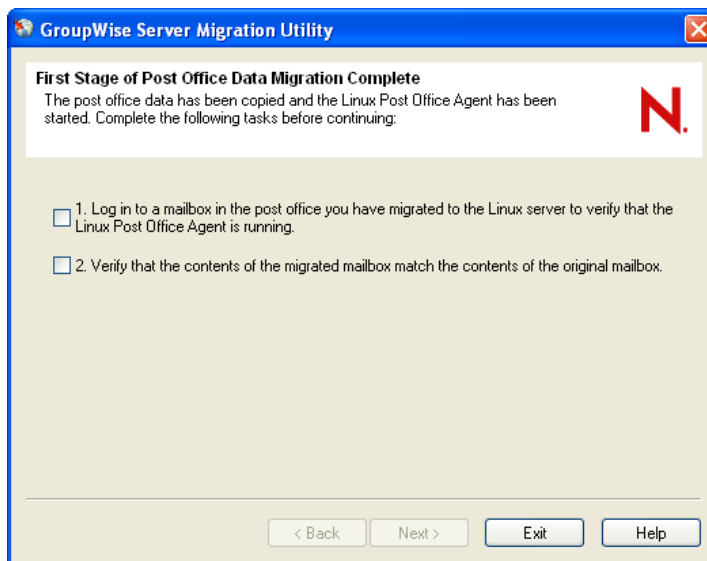 GroupWise Server Migration Utility
First Stage of Post Office Data Migration Complete
The post office data has been copied and the Linux Post Office Agent has been
started. Complete the following tasks before continuing:
N.
1. Log in to a mailbox in the post office you have migrated to the Linux server to verify that the
Linux Post Office Agent is running.
2. Verify that the contents of the migrated mailbox match the contents of the original mailbox.
< Back
Next >
Exit
Help